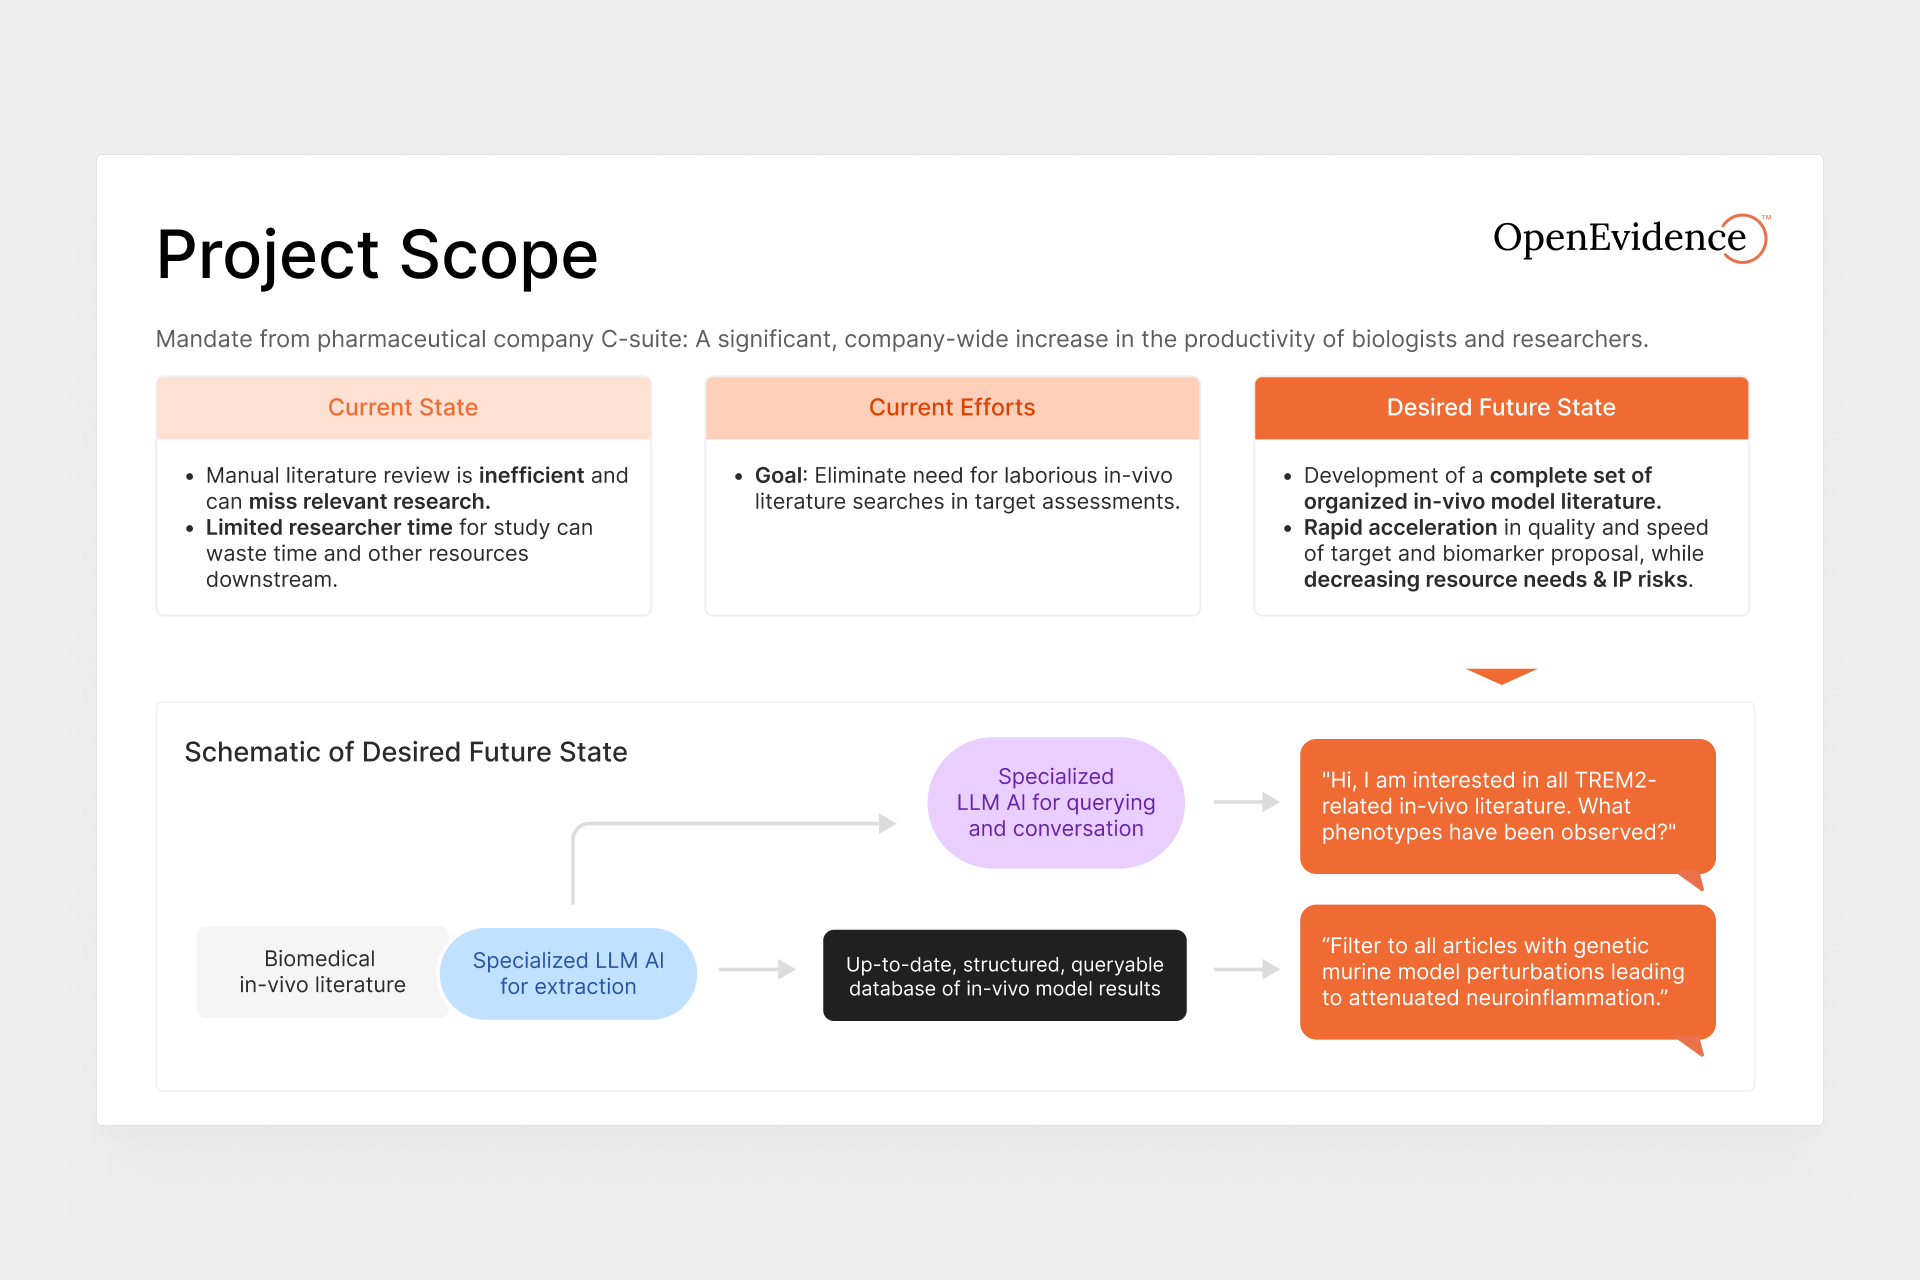 Project Scope
OpenEvidence™
Mandate from pharmaceutical company C-suite: A significant, company-wide increase in the productivity of biologists and researchers.
Current State
• Manual literature review is inefficient and
can miss relevant research.
• Limited researcher time for study can
waste time and other resources
downstream.
Current Efforts
• Goal: Eliminate need for laborious in-vivo
literature searches in target assessments.
Desired Future State
• Development of a complete set of
organized in-vivo model literature.
• Rapid acceleration in quality and speed
of target and biomarker proposal, while
decreasing resource needs & IP risks.
Schematic of Desired Future State
Specialized
LLM AI for querying
and conversation
"Hi, I am interested in all TREM2-
related in-vivo literature. What
phenotypes have been observed?"
Biomedical
in-vivo literature
Specialized LLM AI
for extraction
Up-to-date, structured, queryable
database of in-vivo model results
“Filter to all articles with genetic
murine model perturbations leading
to attenuated neuroinflammation.”